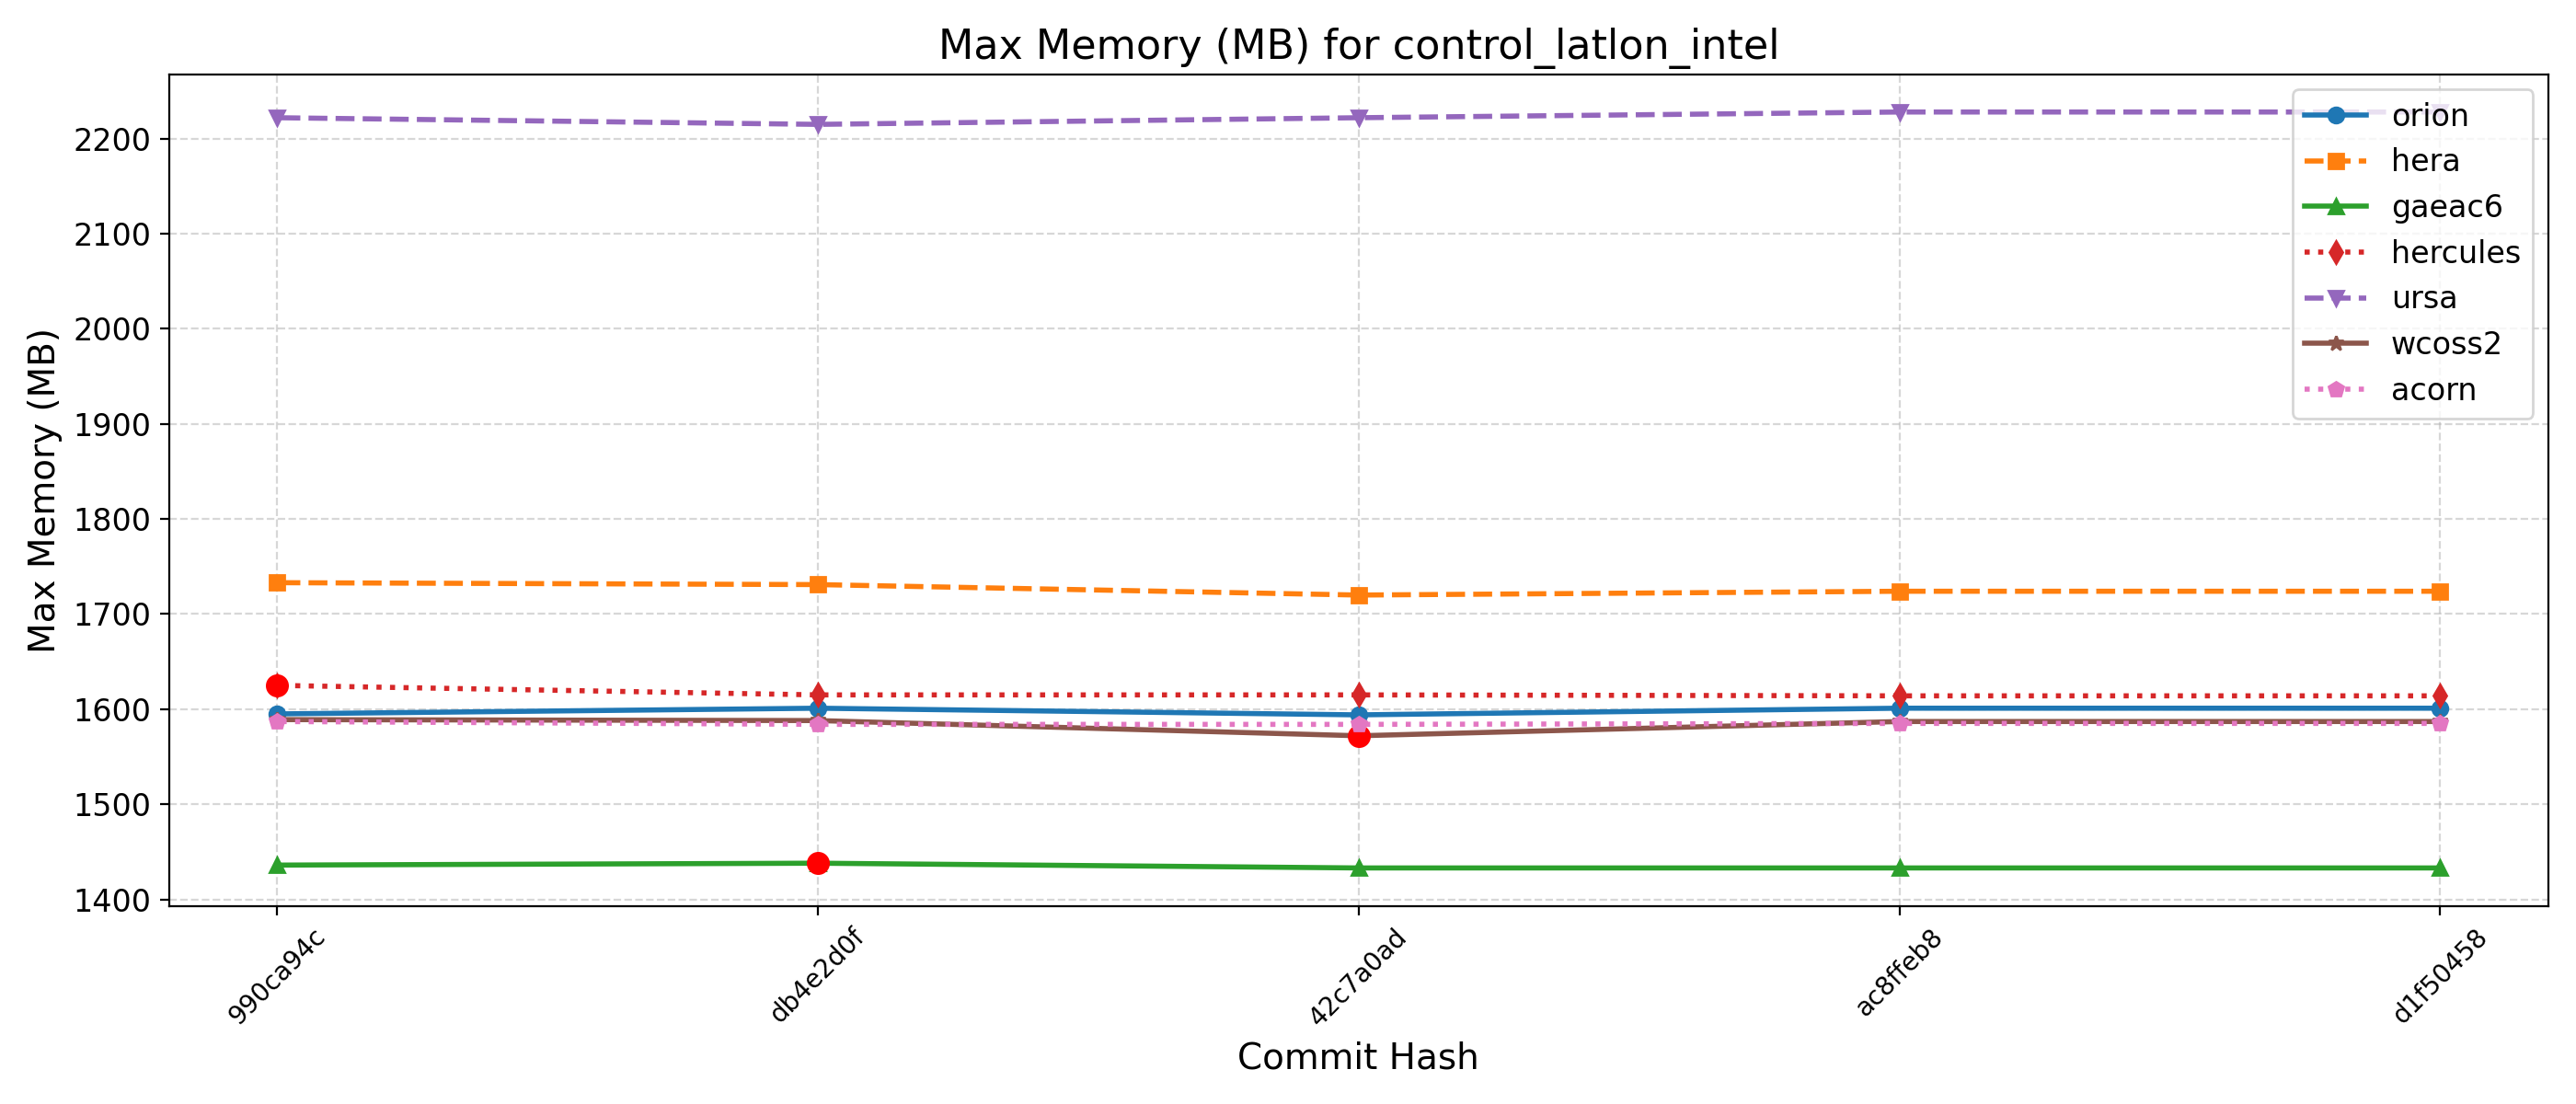 Max Memory (MB) for control_latlon_intel
Max Memory (MB)
2200
2100
2000
1900
1800
1700
1600
1500
1400
orion
hera
gaeac6
hercules
ursa
wcoss2
acorn
990ca94c
db4e2d0f
42c7a0ad
ac8ffeb8
d1f50458
Commit Hash